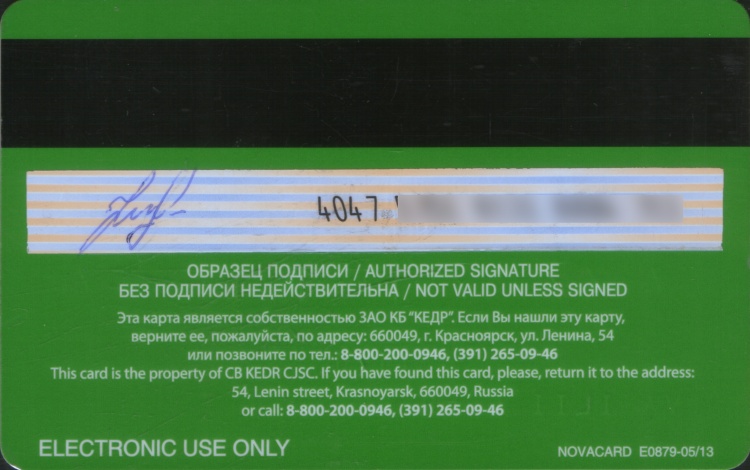 4047
ОБРАЗЕЦ ПОДПИСИ / AUTHORIZED SIGNATURE
БЕЗ ПОДПИСИ НЕДЕЙСТВИТЕЛЬНА / NOT VALID UNLESS SIGNED
Эта карта является собственностью ЗАО КБ "КЕДР". Если Вы нашли эту карту,
верните ее, пожалуйста, по адресу: 660049, г. Красноярск, ул. Ленина, 54
или позвоните по тел.: 8-800-200-0946, (391) 265-09-46
This card is the property of CB KEDR CJSC. If you have found this card, please, return it to the address:
54, Lenin street, Krasnoyarsk, 660049, Russia
or call: 8-800-200-0946, (391) 265-09-46
ELECTRONIC USE ONLY
NOVACARD E0879-05/13